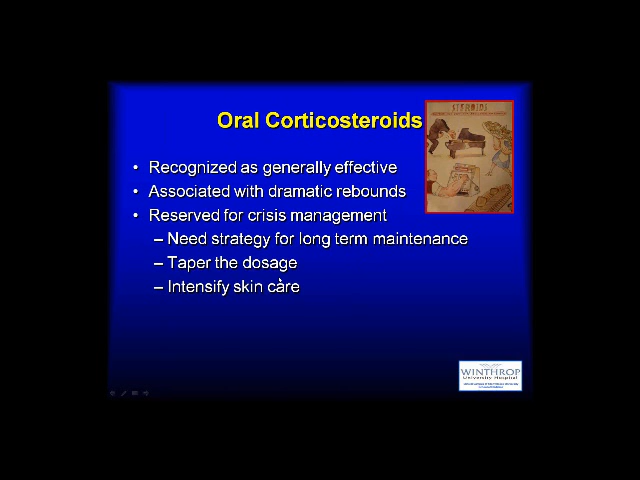 Oral Corticosteroids
STEROIDS
• Recognized as generally effective
• Associated with dramatic rebounds
• Reserved for crisis management
– Need strategy for long term maintenance
– Taper the dosage
– Intensify skin care
WINTHROP
University Hospital